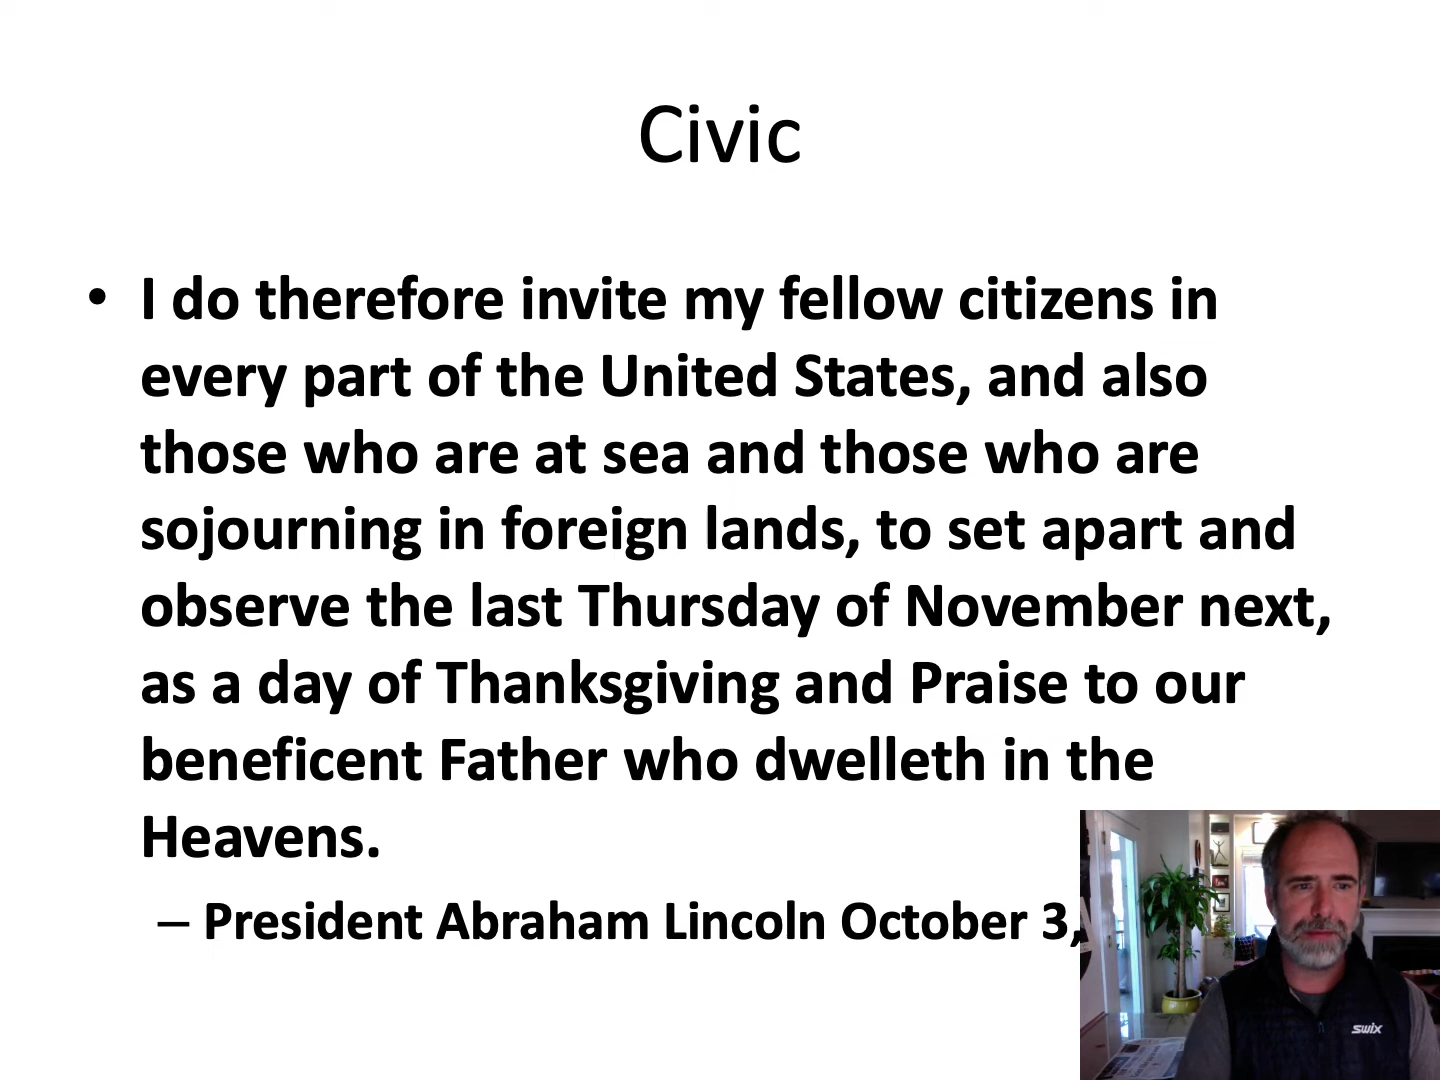 Civic
• I do therefore invite my fellow citizens in
every part of the United States, and also
those who are at sea and those who are
sojourning in foreign lands, to set apart and
observe the last Thursday of November next,
as a day of Thanksgiving and Praise to our
beneficent Father who dwelleth in the
Heavens.
– President Abraham Lincoln October 3,
swix